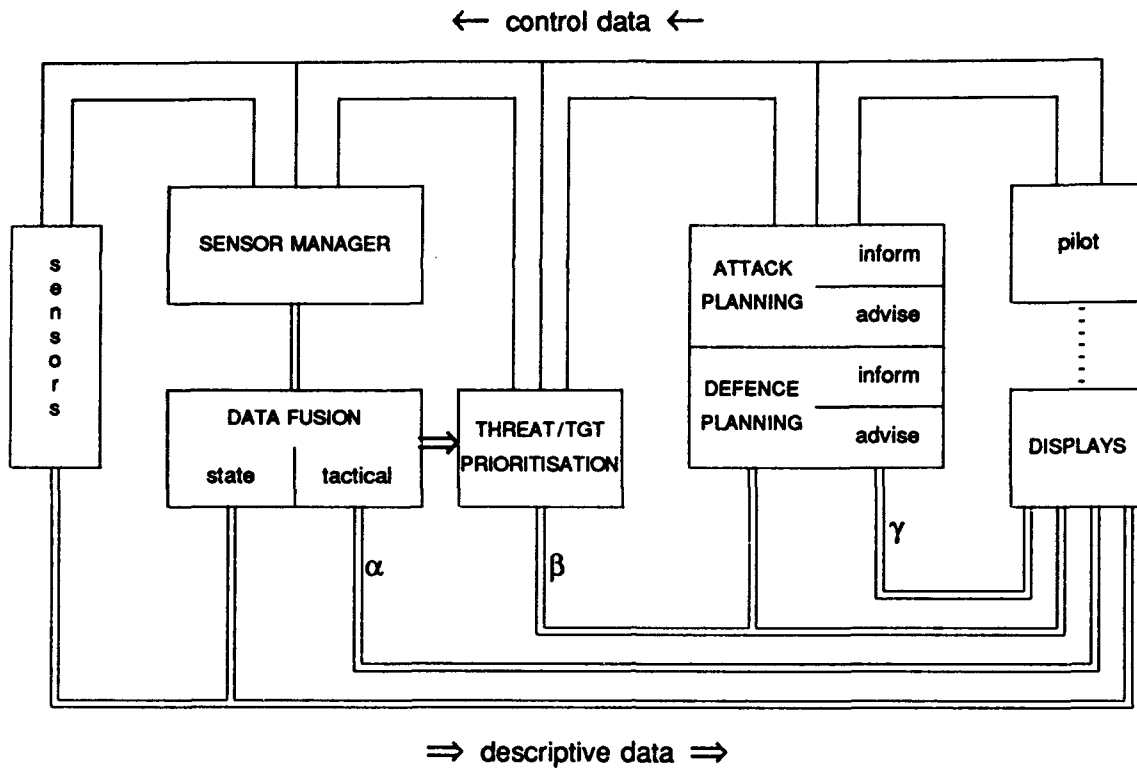 ← control data ←
SENSOR MANAGER
sensors
DATA FUSION
state
tactical
⇒
THREAT/TGT
PRIORITISATION
ATTACK
PLANNING
inform
advise
DEFENCE
PLANNING
inform
advise
pilot
DISPLAYS
α
β
γ
⇒ descriptive data ⇒